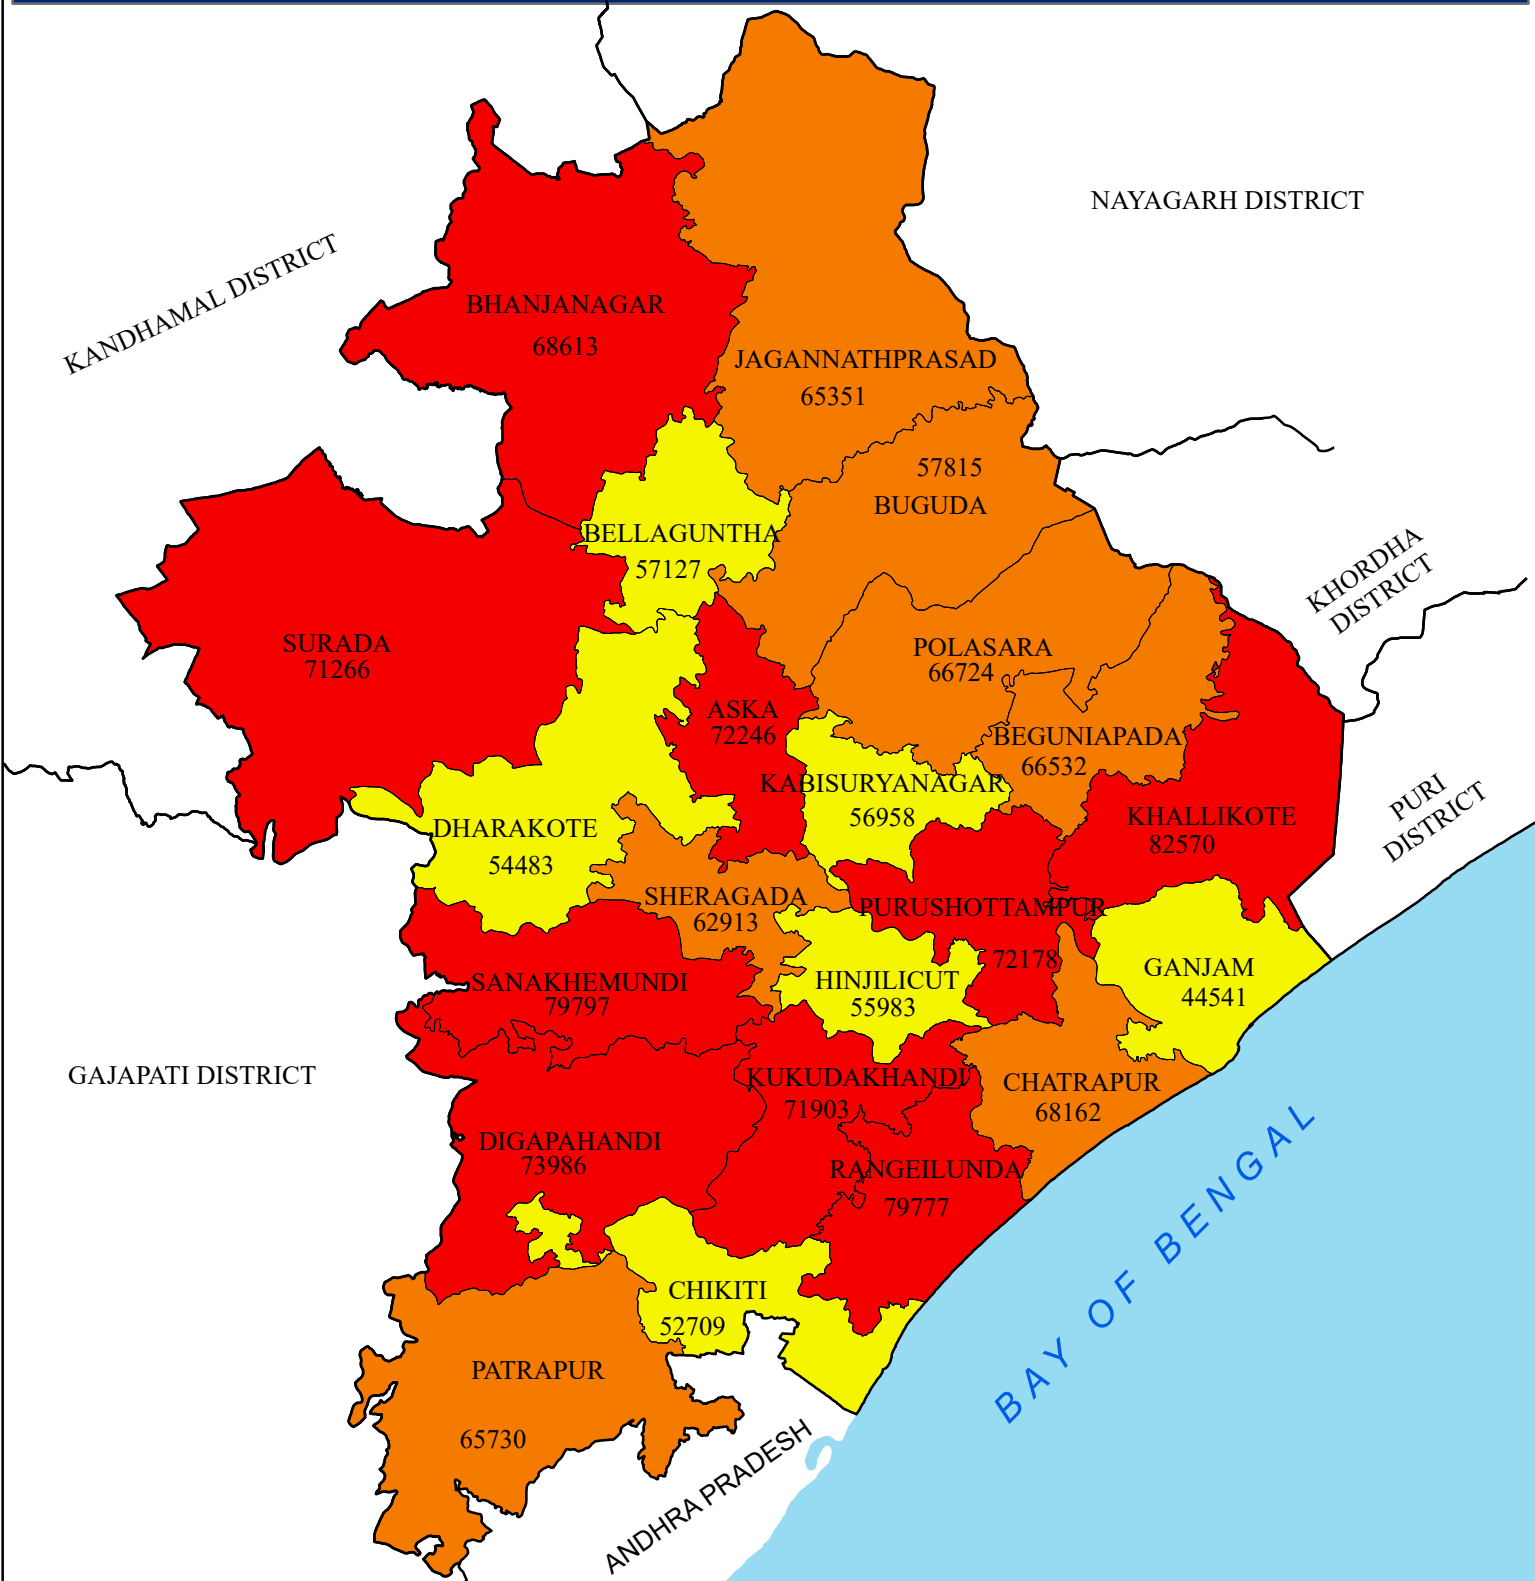 NAYAGARH DISTRICT
KANDHAMAL DISTRICT
BHANJANAGAR
68613
JAGANNATHPRASAD
65351
57815
BUGUDA
BELLAGUNTHA
57127
KHORDHA
DISTRICT
SURADA
71266
POLASARA
66724
ASKA
72246
BEGUNIAPADA
66532
KABISURYANAGAR
56958
PURI
DISTRICT
KHALLIKOTE
82570
DHARAKOTE
54483
SHERAGADA
62913
PURUSHOTTAMPUR
72178
GANJAM
44541
SANAKHEMUNDI
79797
HINJILICUT
55983
GAJAPATI DISTRICT
KUKUDAKHANDI
71903
CHATRAPUR
68162
DIGAPAHANDI
73986
RANGEILUNDA
79777
BAY OF BENGAL
CHIKITI
52709
PATRAPUR
65730
ANDHRA PRADESH